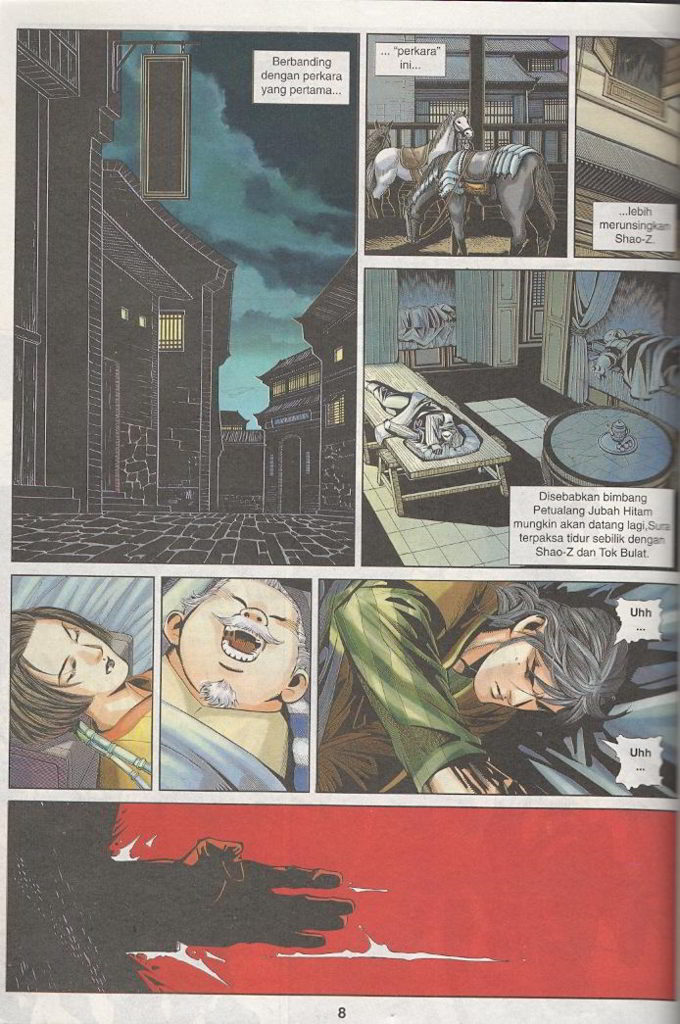 Berbanding
dengan perkara
yang pertama...
... "perkara"
ini...
...lebih
merunsingkan
Shao-Z.
Disebabkan bimbang
Petualang Jubah Hitam
mungkin akan datang lagi,Sura
terpaksa tidur sebilik dengan
Shao-Z dan Tok Bulat.
Uhh
...
Uhh
...
8